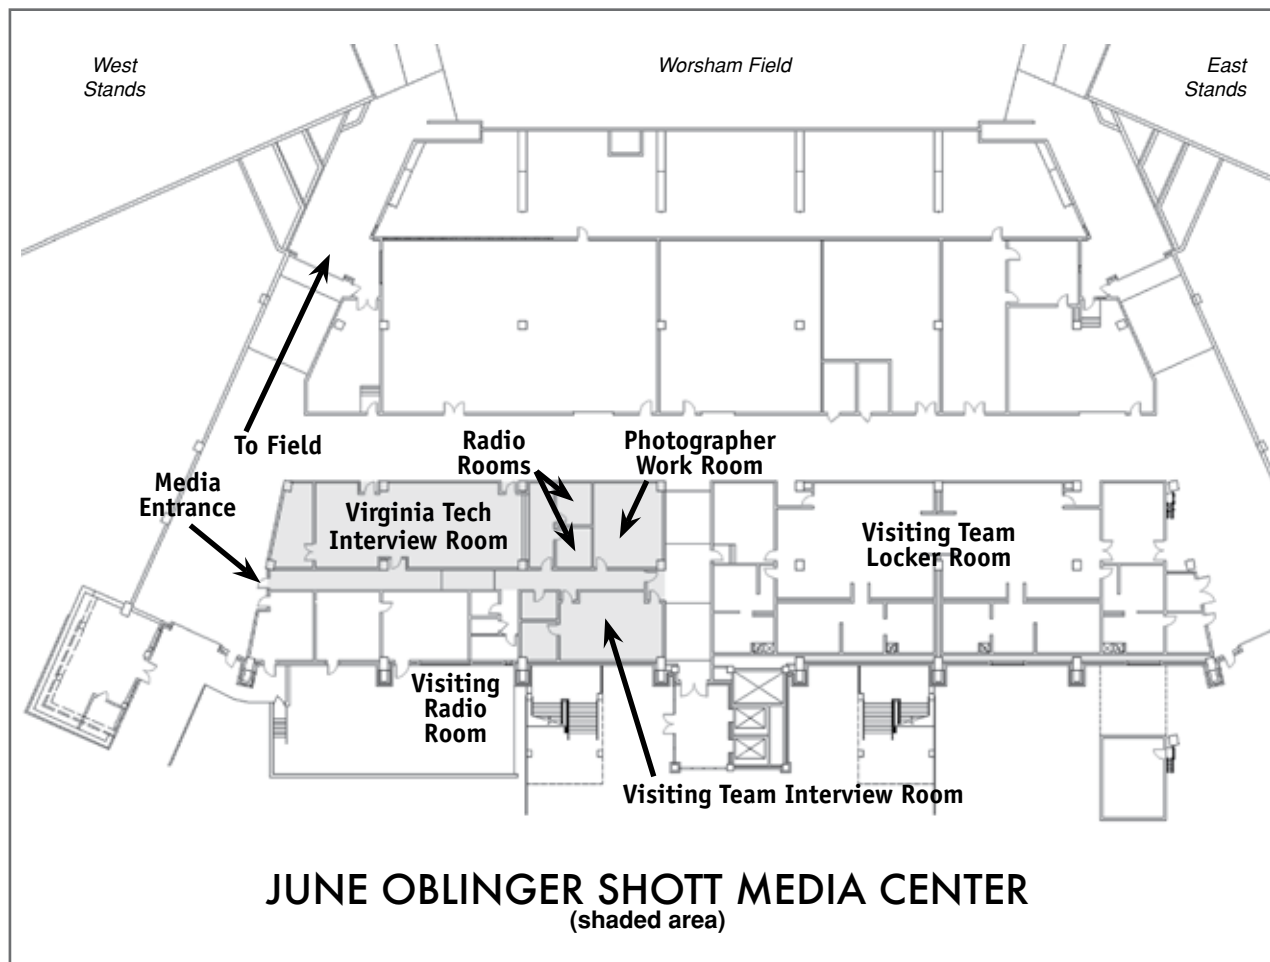 West
Stands
Worsham Field
East
Stands
To Field
Radio
Rooms
Photographer
Work Room
Media
Entrance
Virginia Tech
Interview Room
Visiting Team
Locker Room
Visiting
Radio
Room
Visiting Team Interview Room
JUNE OBLINGER SHOTT MEDIA CENTER
(shaded area)